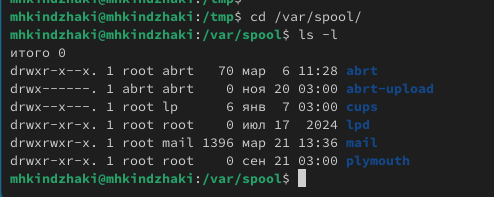 mhkindzhaki@mhkindzhaki:/tmp$
mhkindzhaki@mhkindzhaki:/tmp$ cd /var/spool/
mhkindzhaki@mhkindzhaki:/var/spool$ ls -l
итого 0
drwxr-x--x. 1 root abrt   70 мар  6 11:28 abrt
drwx------. 1 abrt abrt    0 ноя 20 03:00 abrt-upload
drwx--x---. 1 root lp      6 янв  7 03:00 cups
drwxr-xr-x. 1 root root    0 июл 17  2024 lpd
drwxrwxr-x. 1 root mail 1396 мар 21 13:36 mail
drwxr-xr-x. 1 root root    0 сен 21 03:00 plymouth
mhkindzhaki@mhkindzhaki:/var/spool$